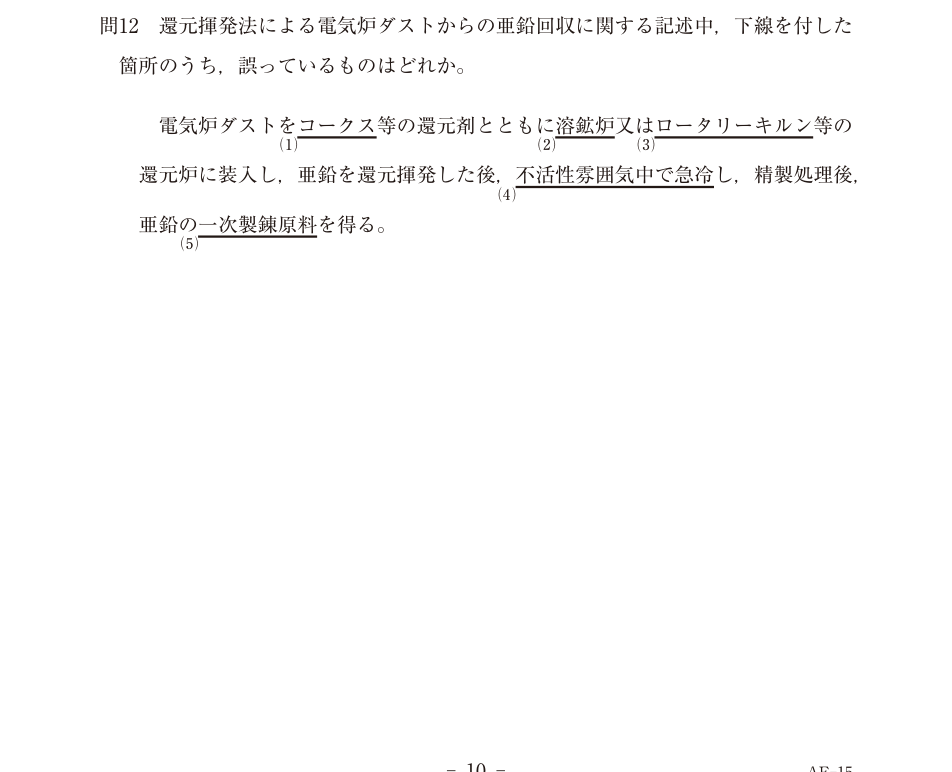 問12　還元揮発法による電気炉ダストからの亜鉛回収に関する記述中，下線を付した
箇所のうち，誤っているものはどれか。
電気炉ダストを(1)コークス等の還元剤とともに(2)溶鉱炉又は(3)ロータリーキルン等の
還元炉に装入し，亜鉛を還元揮発した後，(4)不活性雰囲気中で急冷し，精製処理後，
亜鉛の(5)一次製錬原料を得る。
－ 10 －